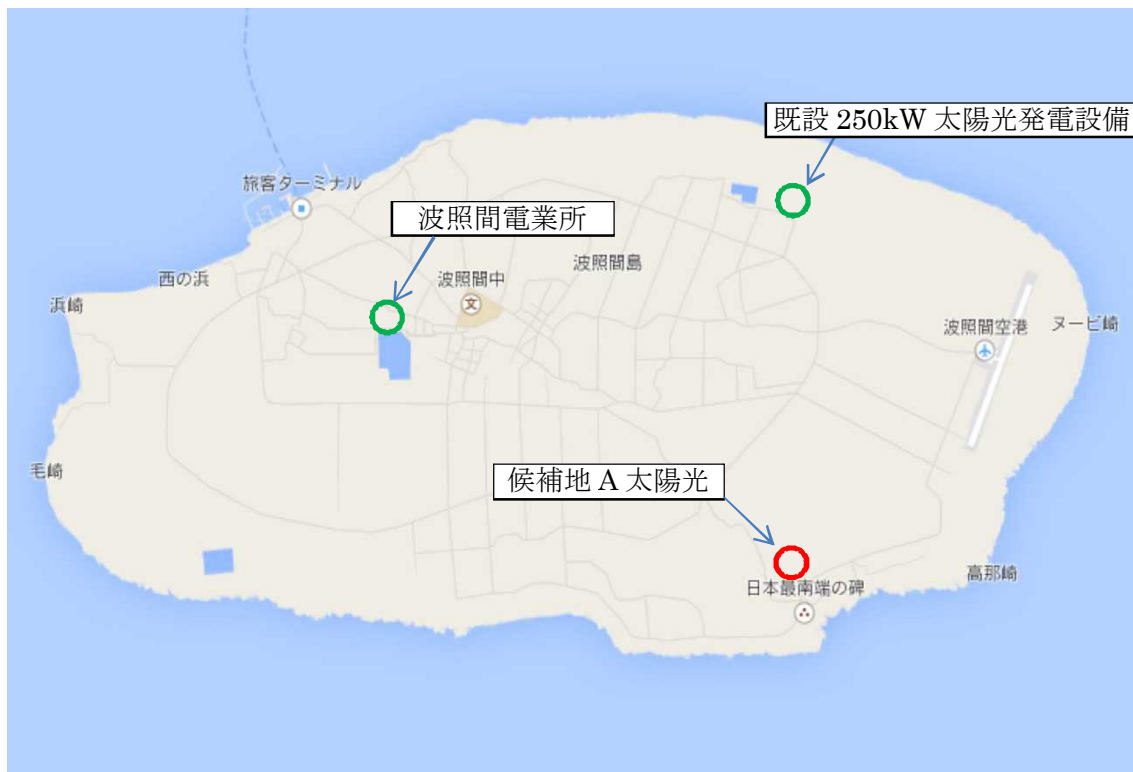 既設 250kW 太陽光発電設備
旅客ターミナル
波照間電業所
波照間島
西の浜
波照間中
文
浜崎
波照間空港
ヌービ崎
毛崎
候補地 A 太陽光
高那崎
日本最南端の碑